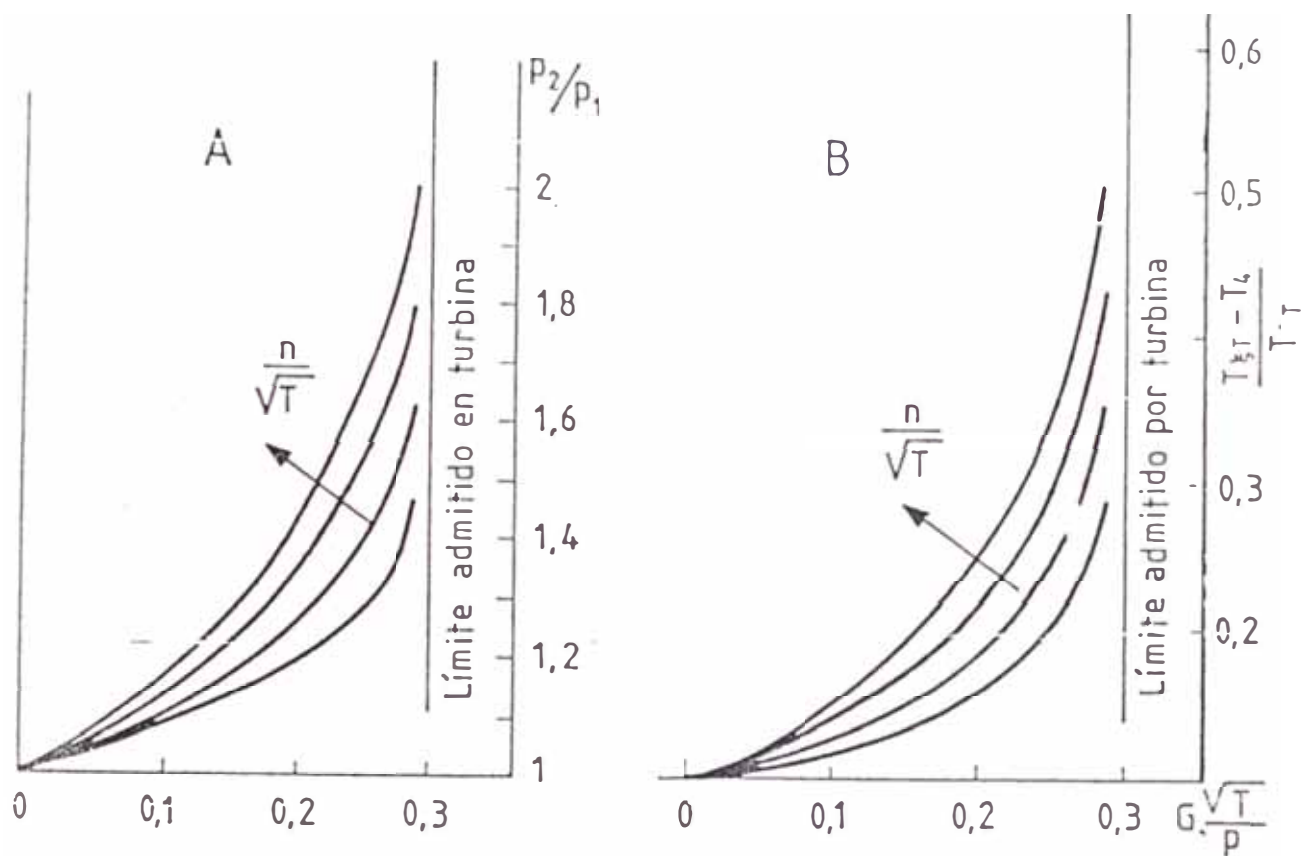 A
P₂/P₁
2
1,8
1,6
1,4
1,2
1
n
√T
Límite admitido en turbina
0
0,1
0,2
0,3
B
0,6
0,5
0,3
0,2
n
√T
Límite admitido por turbina
0
0,1
0,2
0,3
G.
√T
P